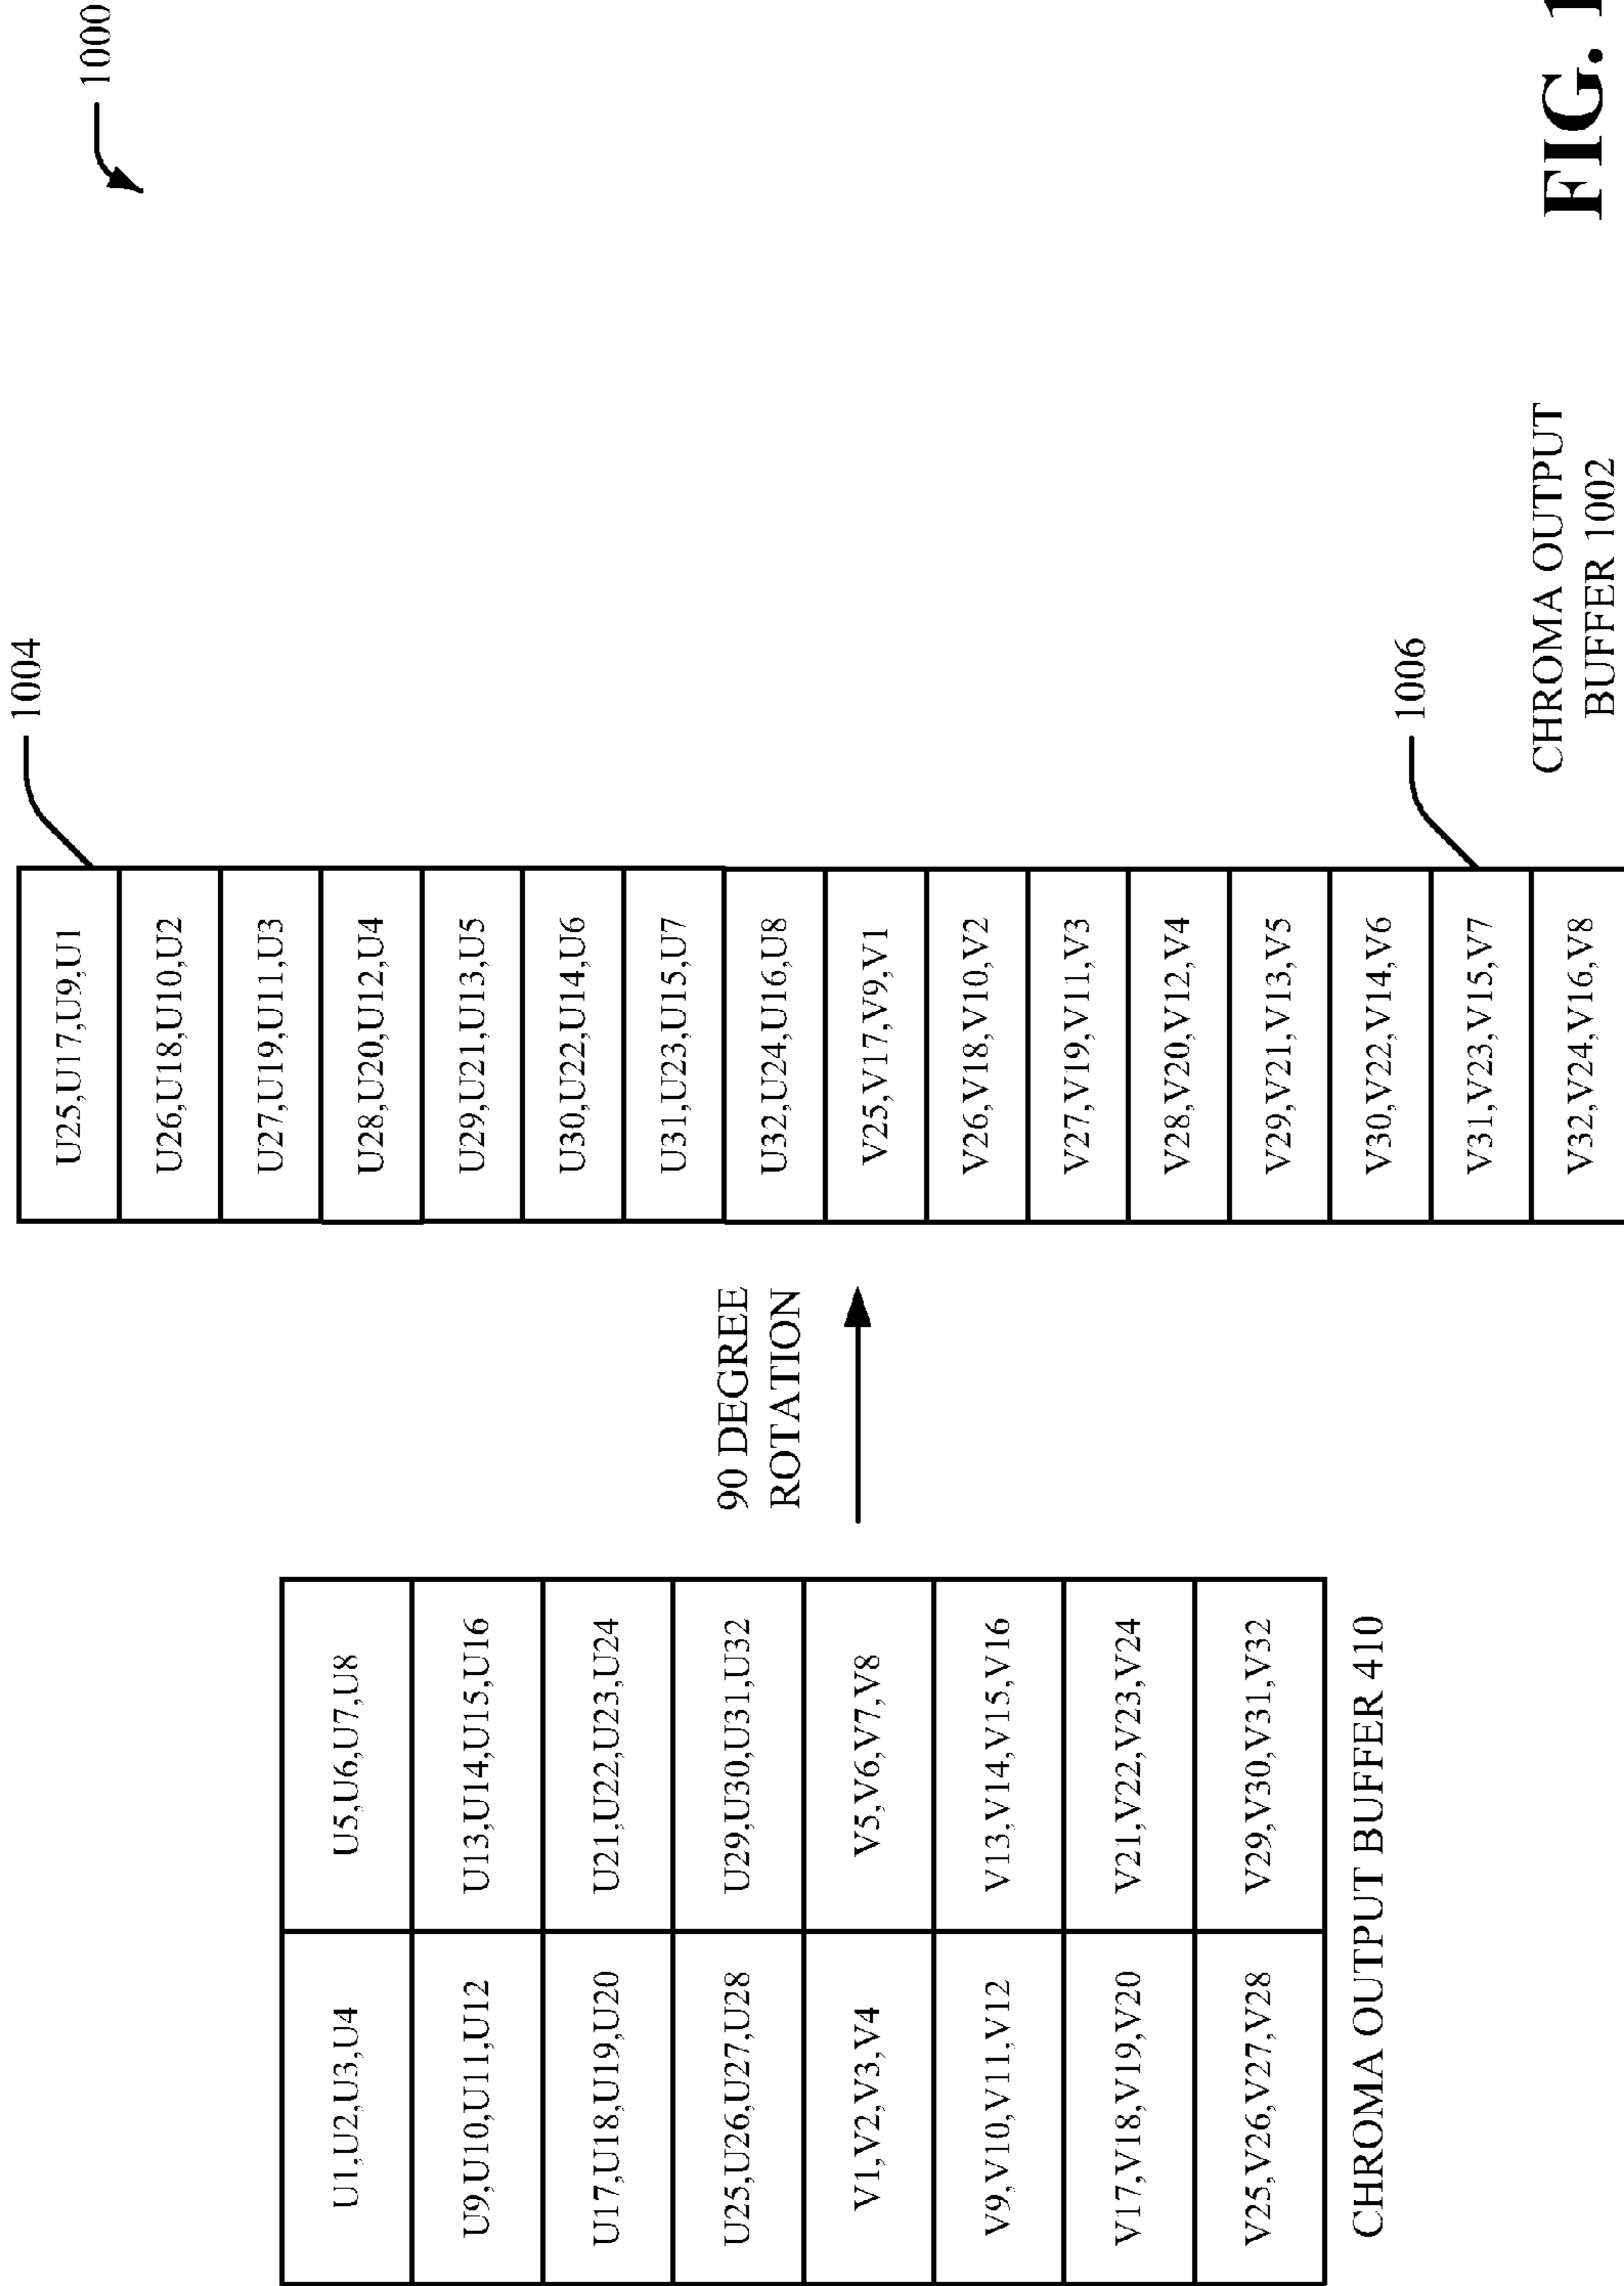 1000
1004
U1,U2,U3,U4 U5,U6,U7,U8
U9,U10,U11,U12 U13,U14,U15,U16
U17,U18,U19,U20 U21,U22,U23,U24
U25,U26,U27,U28 U29,U30,U31,U32
V1,V2,V3,V4 V5,V6,V7,V8
V9,V10,V11,V12 V13,V14,V15,V16
V17,V18,V19,V20 V21,V22,V23,V24
V25,V26,V27,V28 V29,V30,V31,V32
CHROMA OUTPUT BUFFER 410
90 DEGREE
ROTATION
U25,U17,U9,U1
U26,U18,U10,U2
U27,U19,U11,U3
U28,U20,U12,U4
U29,U21,U13,U5
U30,U22,U14,U6
U31,U23,U15,U7
U32,U24,U16,U8
V25,V17,V9,V1
V26,V18,V10,V2
V27,V19,V11,V3
V28,V20,V12,V4
V29,V21,V13,V5
V30,V22,V14,V6
V31,V23,V15,V7
V32,V24,V16,V8
1006
CHROMA OUTPUT
BUFFER 1002
FIG. 1